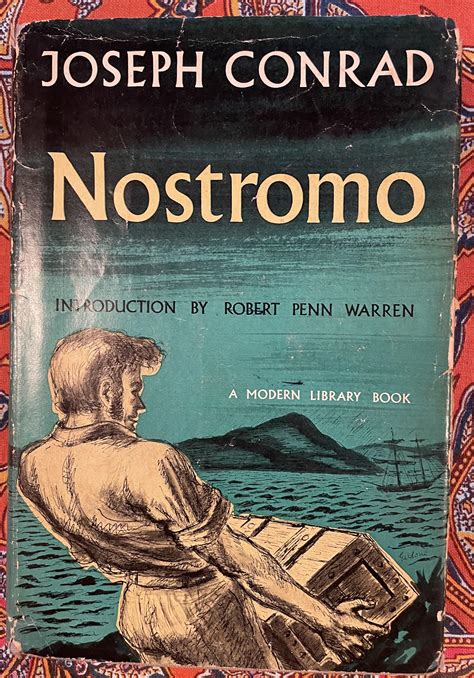 JOSEPH CONRAD
Nostromo
INTRODUCTION BY ROBERT PENN WARREN
A MODERN LIBRARY BOOK